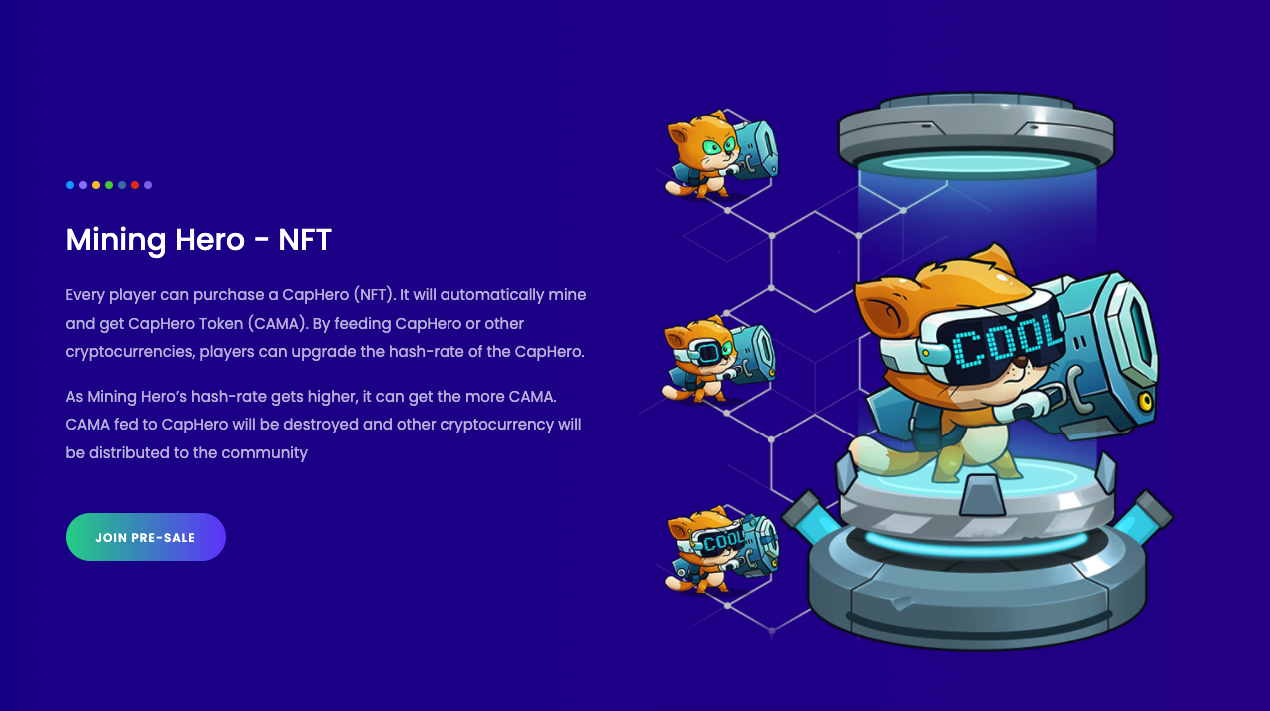 Mining Hero - NFT
Every player can purchase a CapHero (NFT). It will automatically mine
and get CapHero Token (CAMA). By feeding CapHero or other
cryptocurrencies, players can upgrade the hash-rate of the CapHero.
As Mining Hero’s hash-rate gets higher, it can get the more CAMA.
CAMA fed to CapHero will be destroyed and other cryptocurrency will
be distributed to the community
JOIN PRE-SALE
COOL
COOL